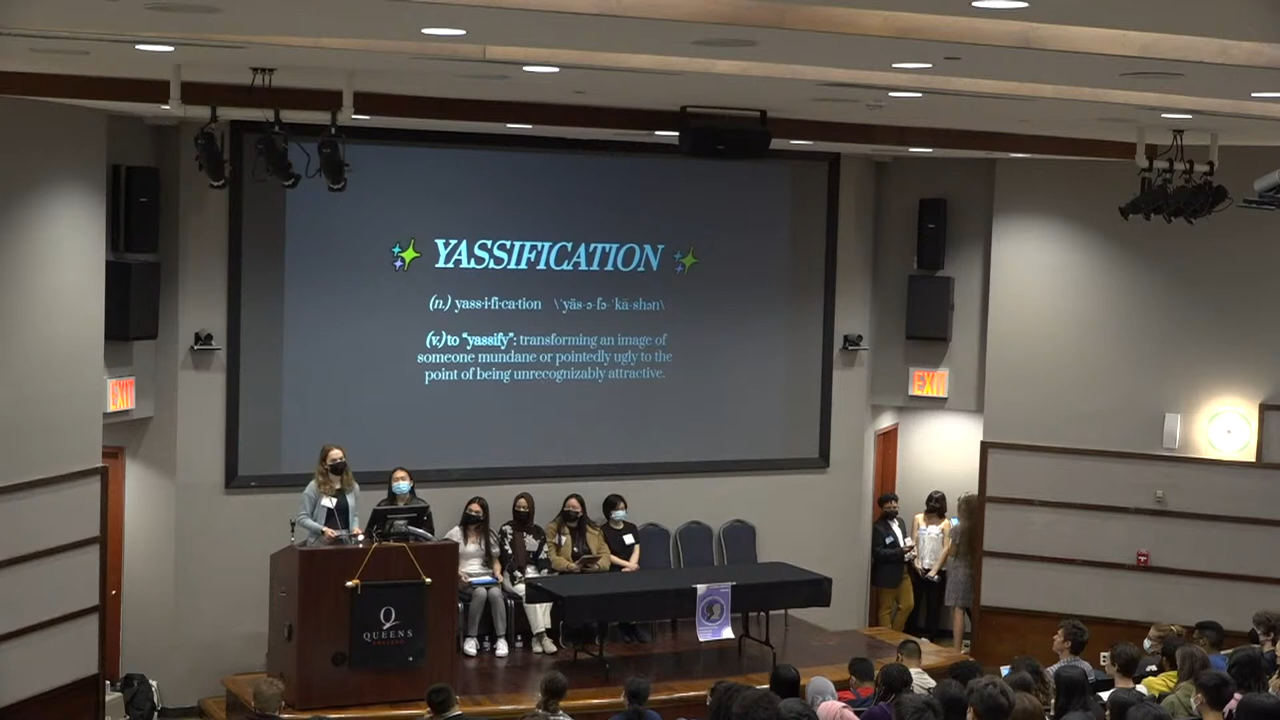 YASSIFICATION
(n.) yass·i·fi·ca·tion \ˈyäs-ə-fə-ˈkā-shən\
(v.) to “yassify”: transforming an image of
someone mundane or pointedly ugly to the
point of being unrecognizably attractive.
EXIT
EXIT
Q
QUEENS
COLLEGE